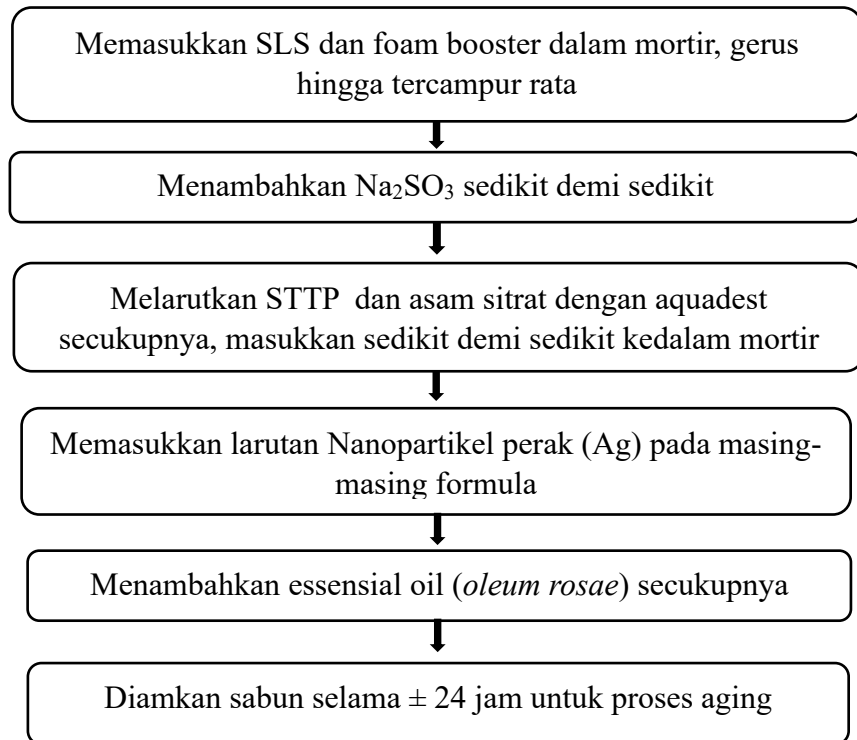 Memasukkan SLS dan foam booster dalam mortir, gerus
hingga tercampur rata
Menambahkan Na₂SO₃ sedikit demi sedikit
Melarutkan STTP dan asam sitrat dengan aquadest
secukupnya, masukkan sedikit demi sedikit kedalam mortir
Memasukkan larutan Nanopartikel perak (Ag) pada masing-
masing formula
Menambahkan essensial oil (oleum rosae) secukupnya
Diamkan sabun selama ± 24 jam untuk proses aging